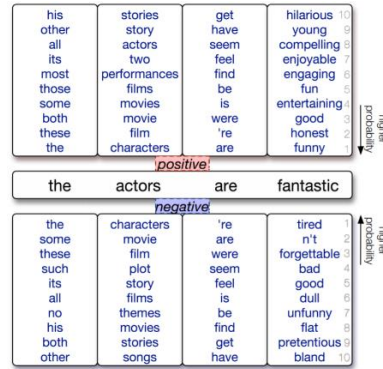 his stories get hilarious 10
other story have young 9
all actors seem compelling 8
its two feel enjoyable 7
most performances find engaging 6
those films be fun 5
some movies is entertaining 4
both movie were good 3
these film 're honest 2
the characters are funny 1
higher
probability
positive
the actors are fantastic
negative
the characters 're tired 1
some movie are n't 2
these film were forgettable 3
such plot seem bad 4
its story feel good 5
all films is dull 6
no themes be unfunny 7
his movies find flat 8
both stories get pretentious 9
other songs have bland 10
higher
probability